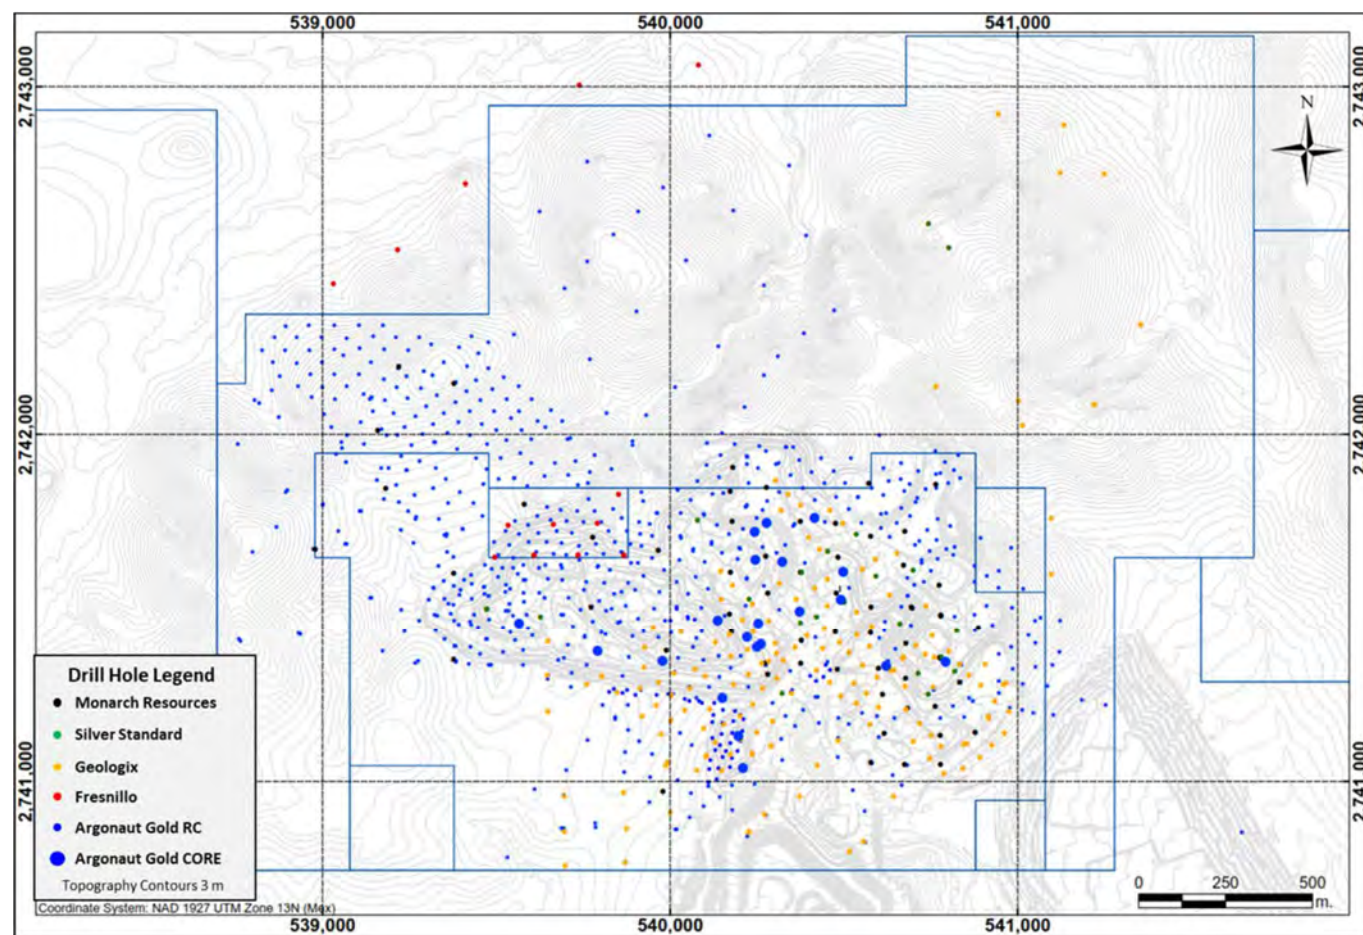 539,000 540,000 541,000
2,743,000 2,743,000
N
2,742,000 2,742,000
Drill Hole Legend
Monarch Resources
Silver Standard
Geologix
Fresnillo
Argonaut Gold RC
Argonaut Gold CORE
Topography Contours 3 m
2,741,000 2,741,000
0 250 500
m.
Coordinate System: NAD 1927 UTM Zone 13N (Mex)
539,000 540,000 541,000